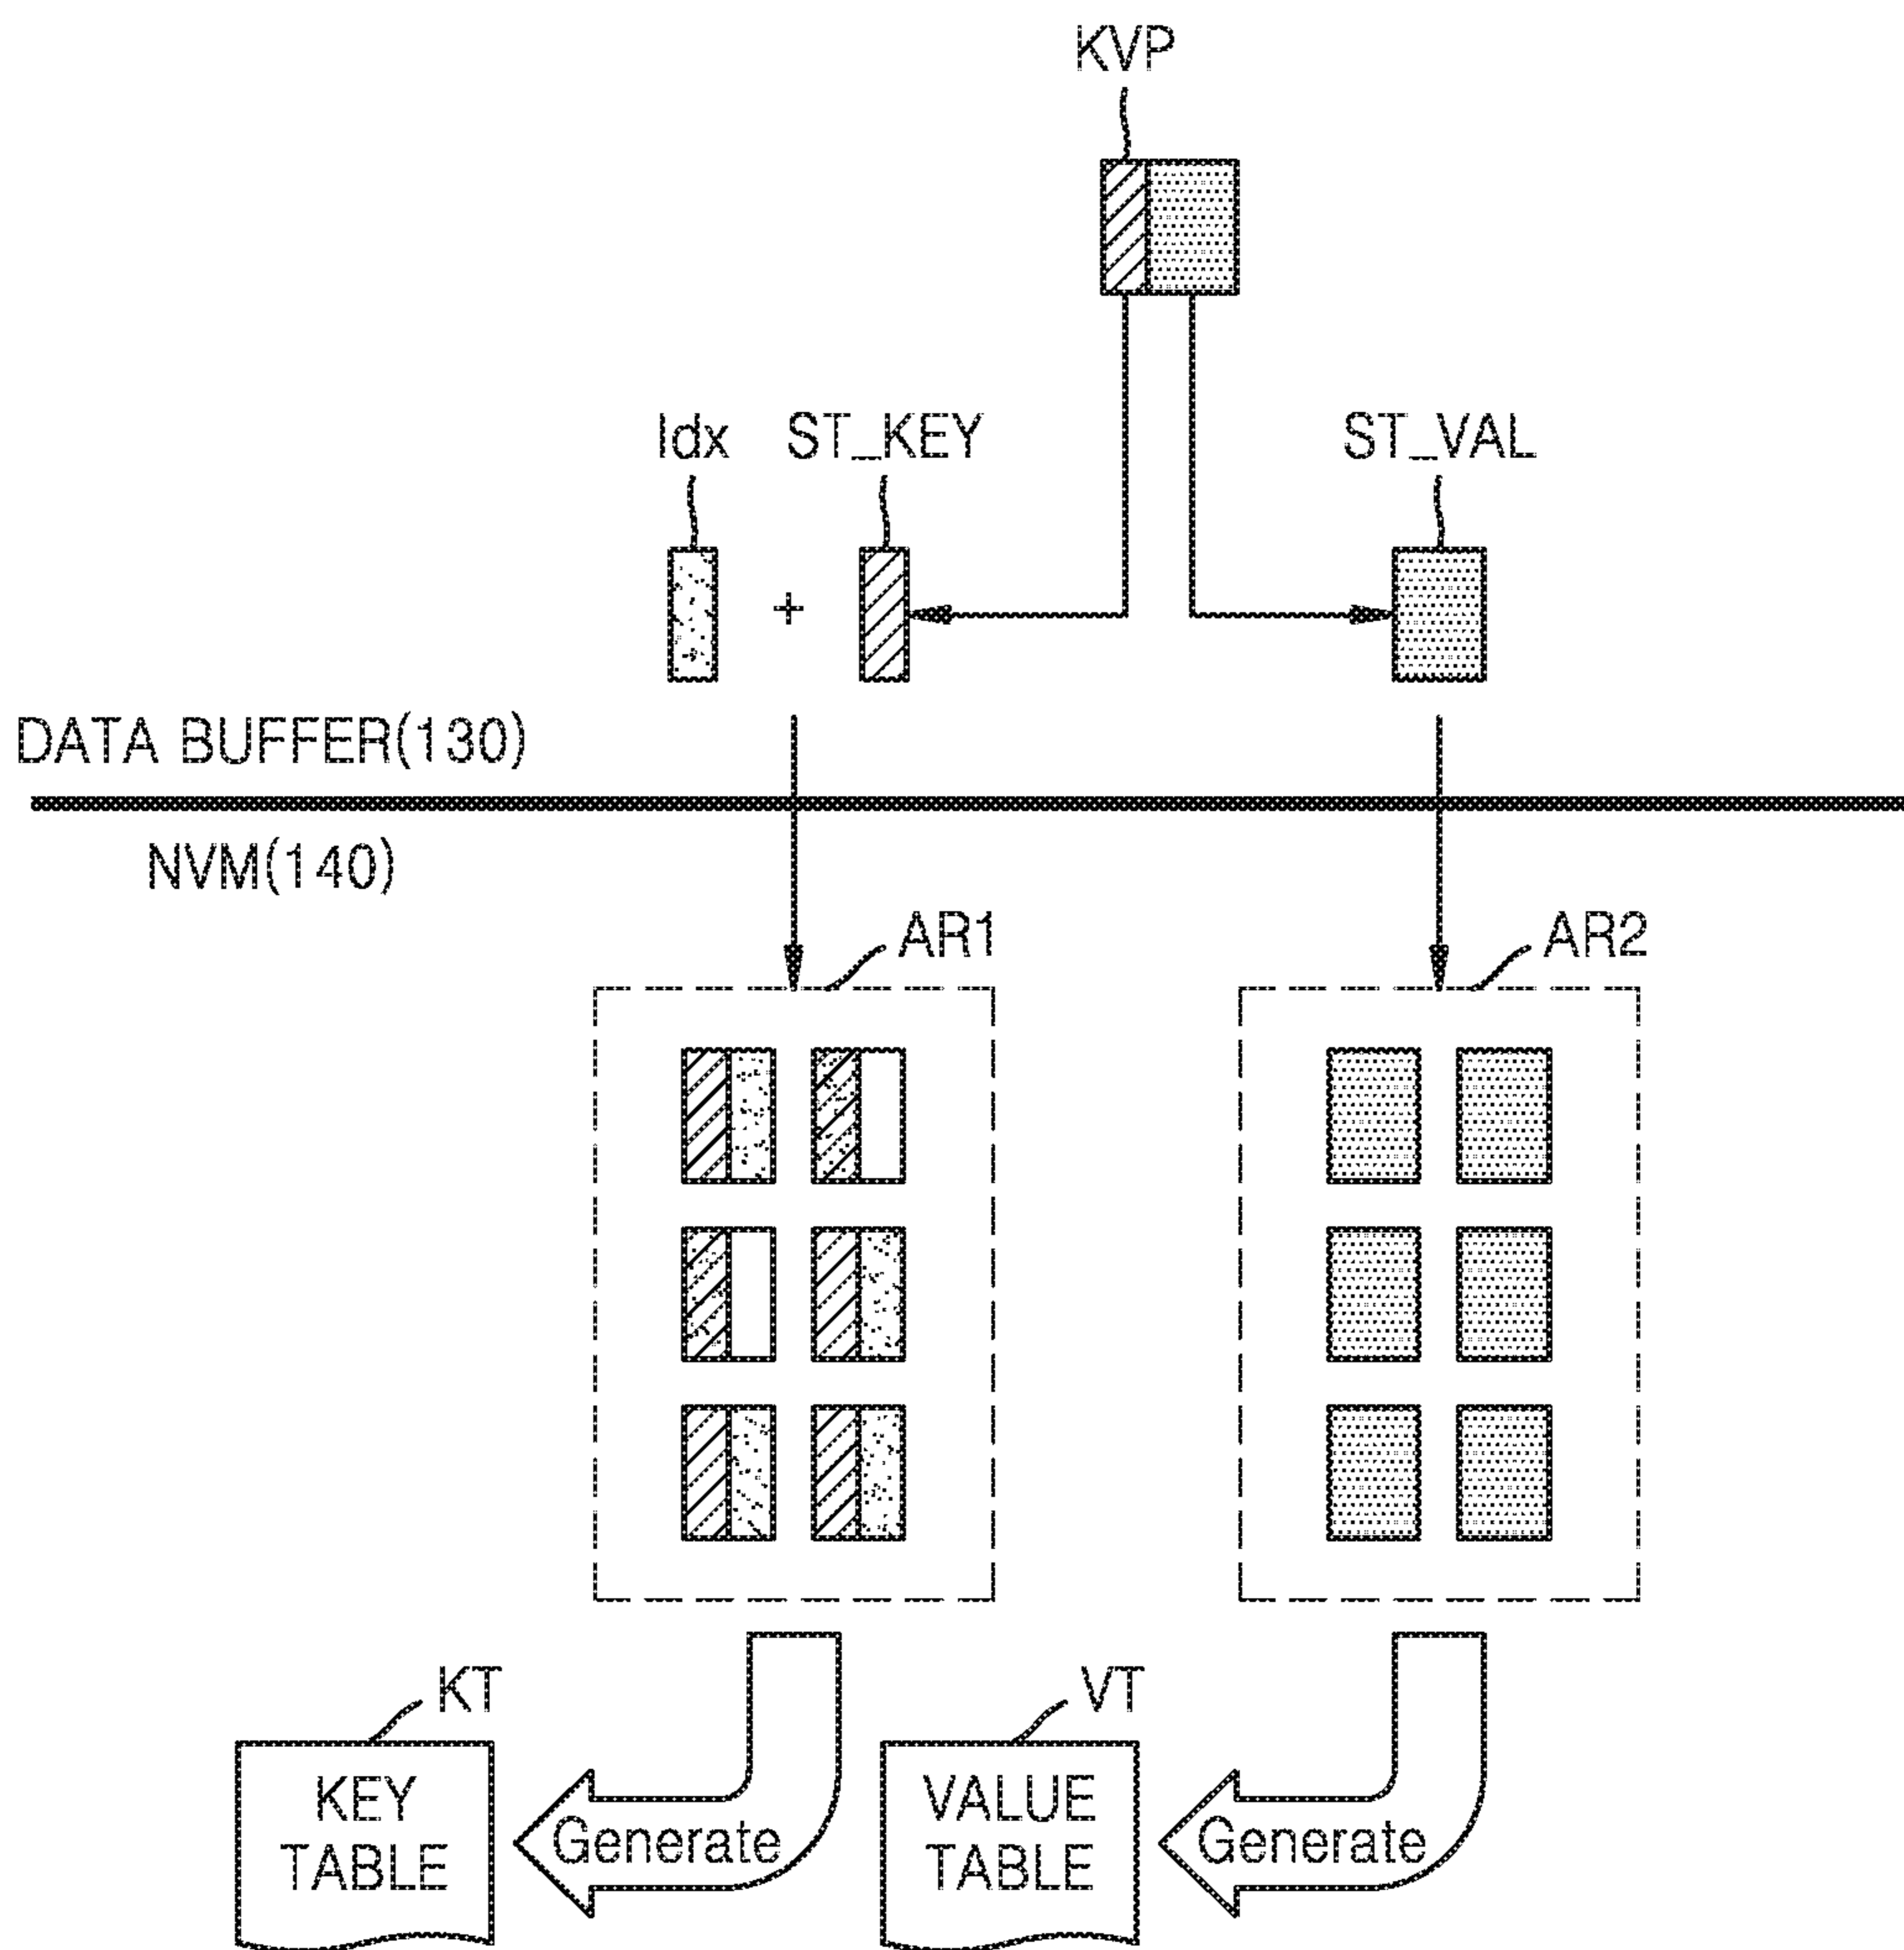 KVP
Idx ST_KEY ST_VAL
+
DATA BUFFER(130)
NVM(140)
AR1 AR2
KT VT
KEY
TABLE
Generate
VALUE
TABLE
Generate